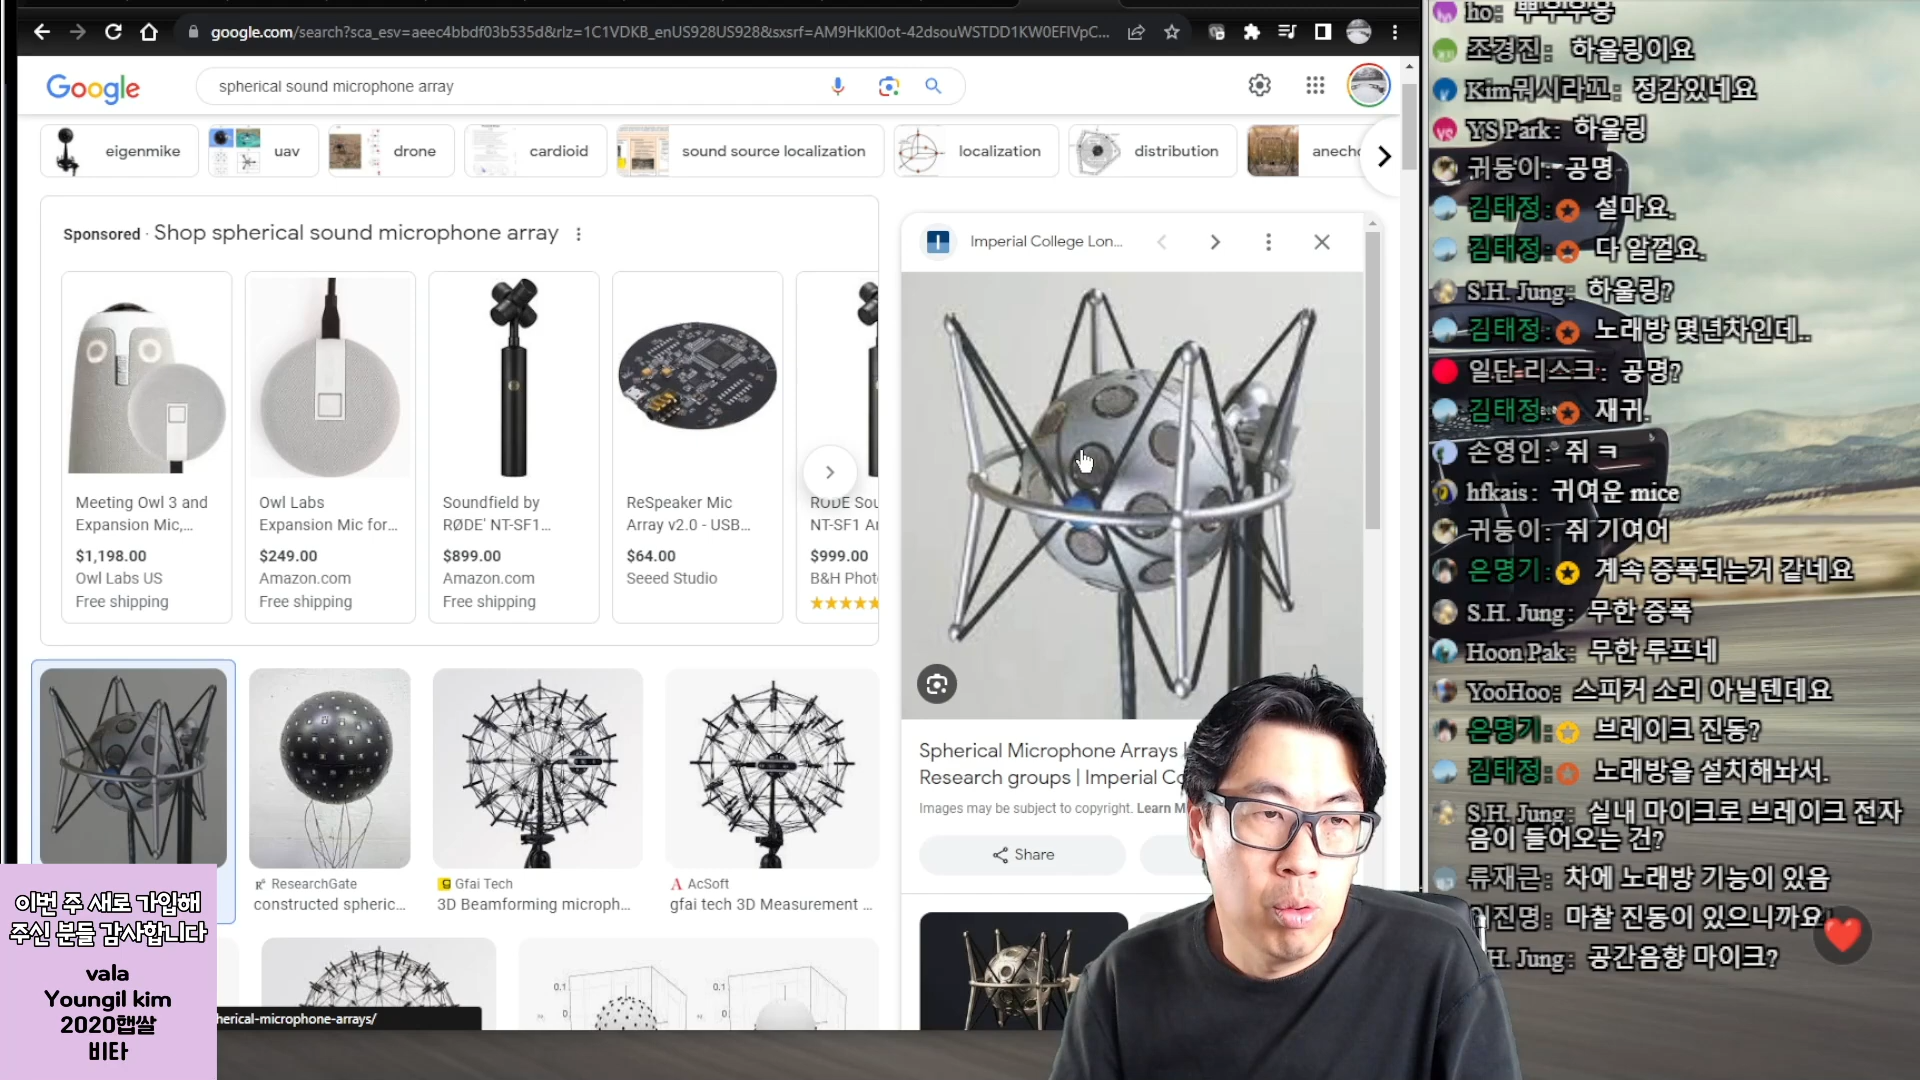 google.com/search?sca_esv=aeec4bbdf03b535d&rlz=1C1VDKB_enUS928US928&sxsrf=AM9HkKl0ot-42dsouWSTDD1KW0EFlVpC...
Google
spherical sound microphone array
eigenmike
uav
drone
cardioid
sound source localization
localization
distribution
Sponsored · Shop spherical sound microphone array
Meeting Owl 3 and
Expansion Mic,...
$1,198.00
Owl Labs US
Free shipping
Owl Labs
Expansion Mic for...
$249.00
Amazon.com
Free shipping
Soundfield by
RØDE' NT-SF1...
$899.00
Amazon.com
Free shipping
ReSpeaker Mic
Array v2.0 - USB...
$64.00
Seeed Studio
RODE Sou
NT-SF1 A
$999.00
B&H Phot
Imperial College Lon...
Spherical Microphone Arrays |
Research groups | Imperial Co
Images may be subject to copyright. Learn M
Share
ResearchGate
constructed spheric...
Gfai Tech
3D Beamforming microph...
AcSoft
gfai tech 3D Measurement ...
0.1
0
0.1
0
herical-microphone-arrays/
이번 주 새로 가입해
주신 분들 감사합니다
vala
Youngil kim
2020햅쌀
비타
조경진: 하울링이요
Kim뭐시라꼬: 정감있네요
YS Park: 하울링
귀둥이: 공명
김태정: 설마요.
김태정: 다 알껄요.
S.H. Jung: 하울링?
김태정: 노래방 몇년차인데..
일단 리스크: 공명?
김태정: 재귀.
손영인: 쥐 ㅋ
hfkais: 귀여운 mice
귀둥이: 쥐 기여어
은명기: 계속 증폭되는거 같네요
S.H. Jung: 무한 증폭
Hoon Pak: 무한 루프네
YooHoo: 스피커 소리 아닐텐데요
은명기: 브레이크 진동?
김태정: 노래방을 설치해놔서.
S.H. Jung: 실내 마이크로 브레이크 전자
음이 들어오는 건?
류재근: 차에 노래방 기능이 있음
이진명: 마찰 진동이 있으니까요
H. Jung: 공간음향 마이크?